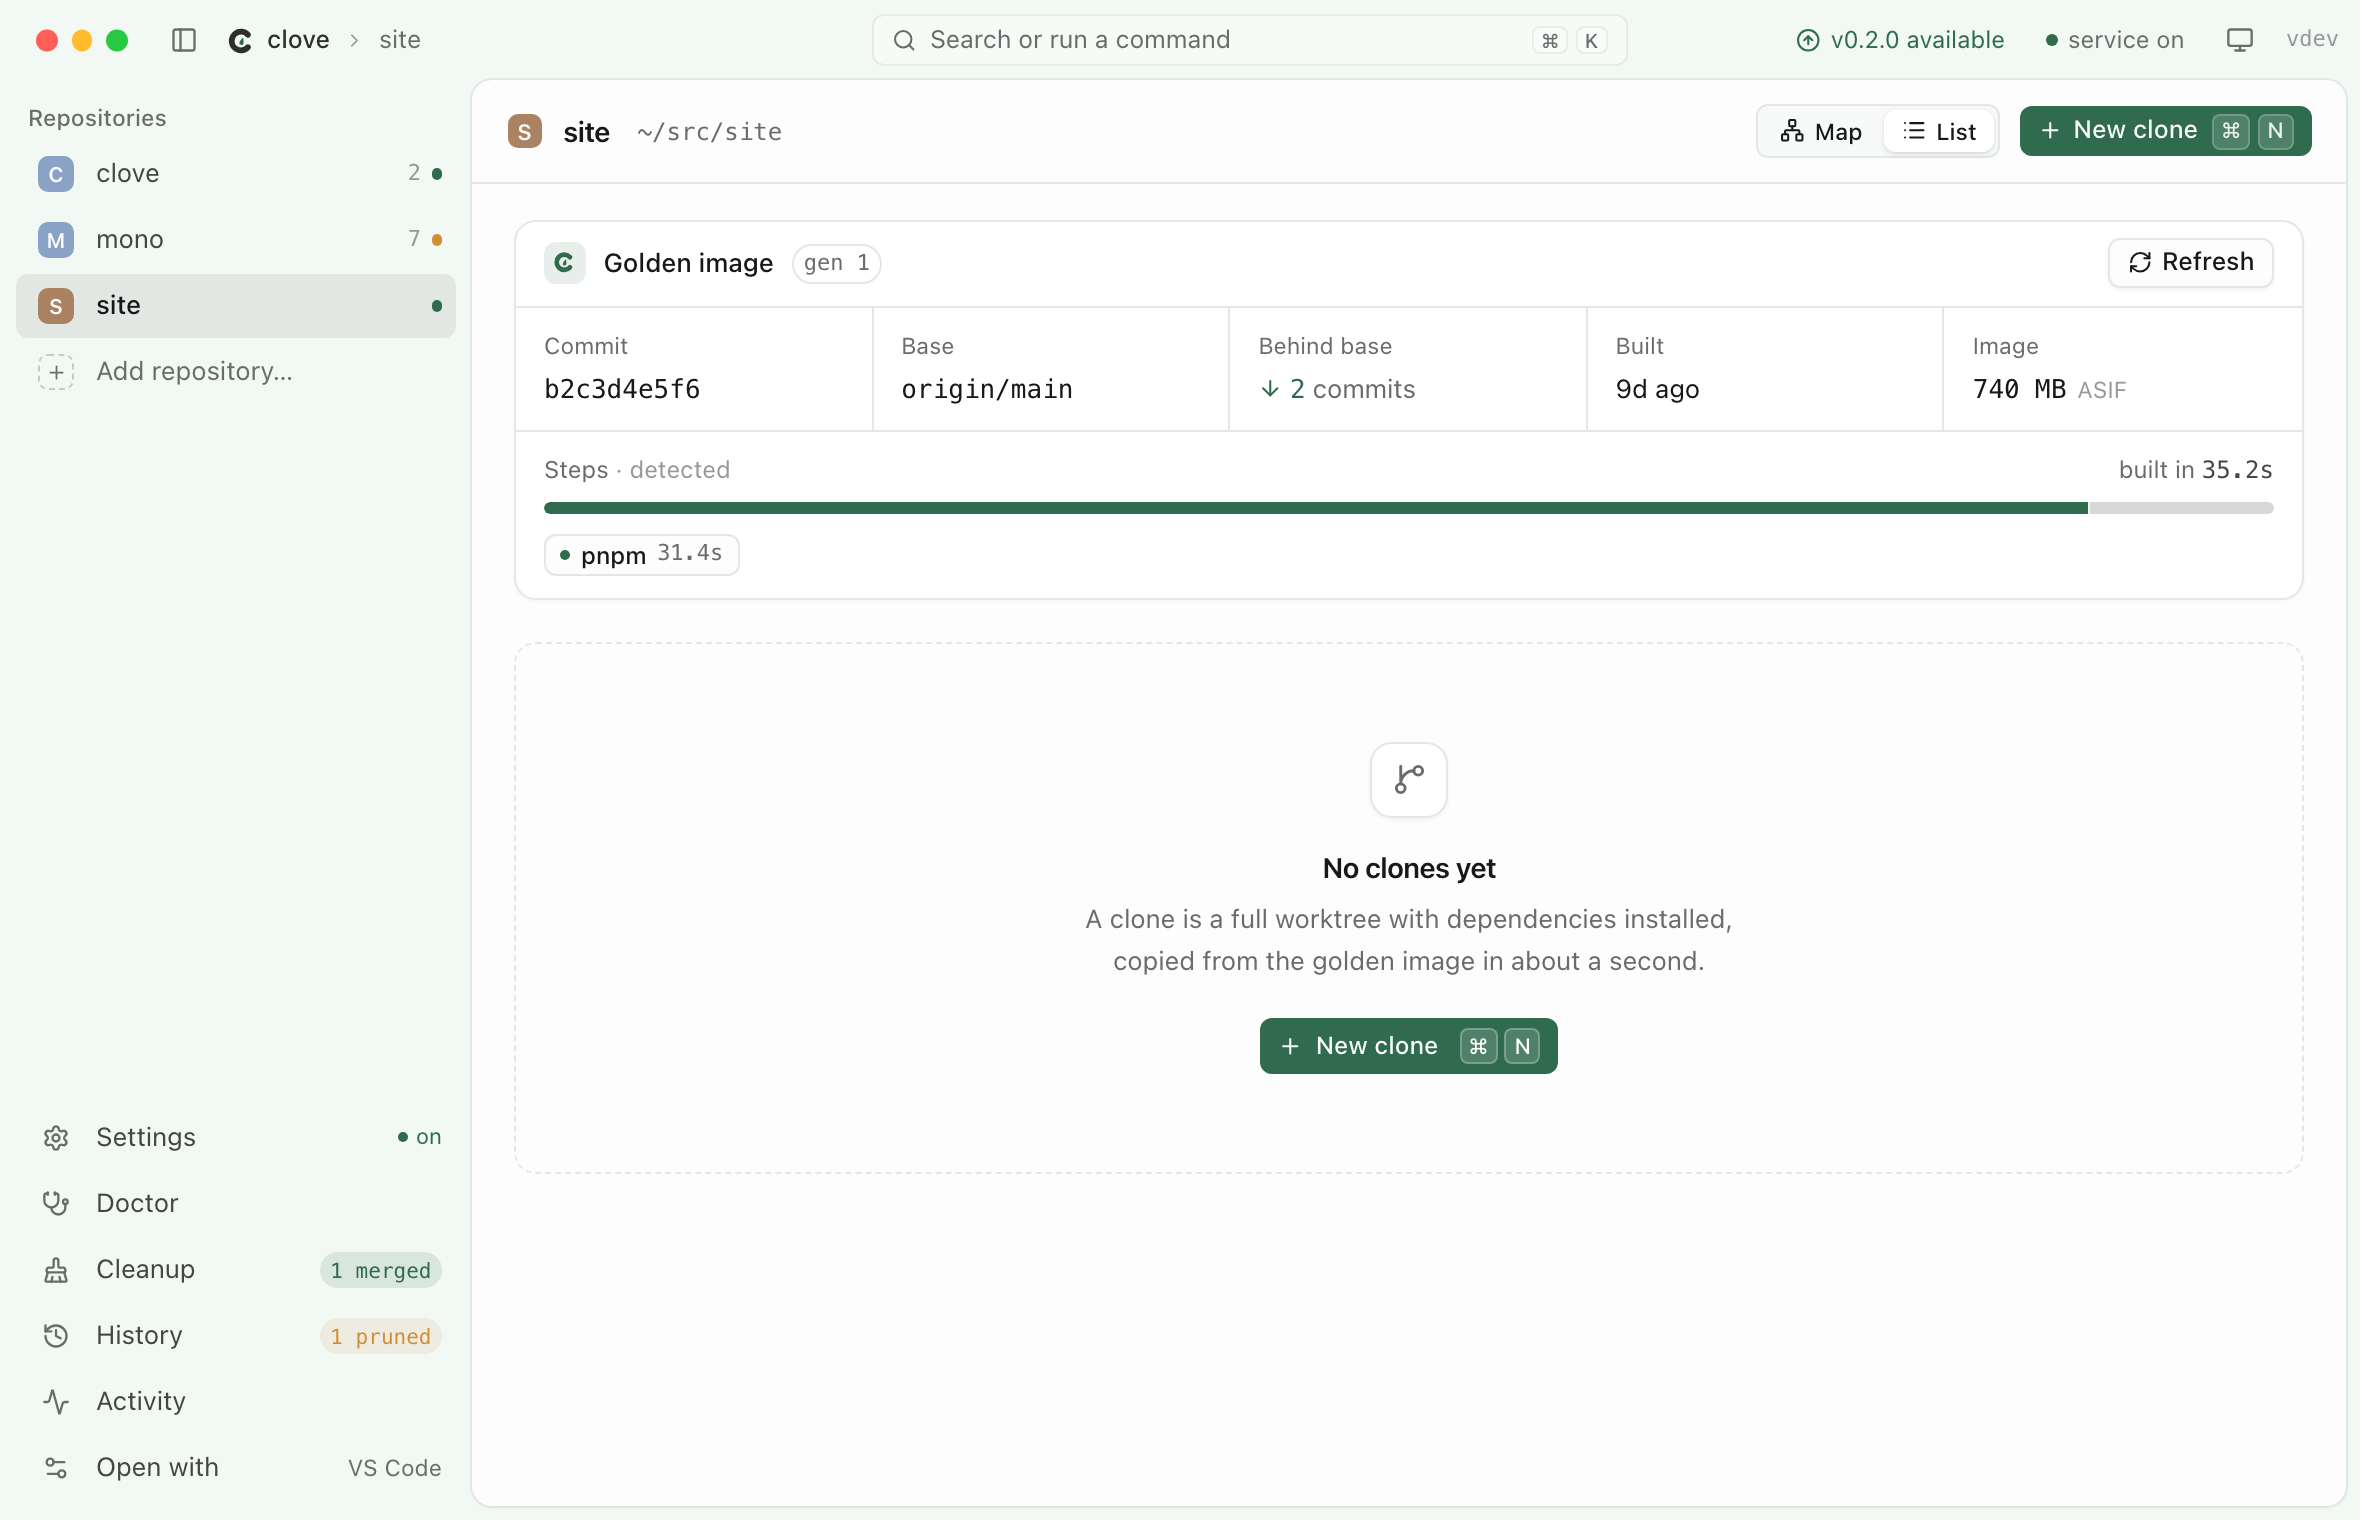 clove > site
Search or run a command ⌘ K
v0.2.0 available
service on
vdev
Repositories
C clove 2
M mono 7
S site
+ Add repository...
Settings on
Doctor
Cleanup 1 merged
History 1 pruned
Activity
Open with VS Code
S site ~/src/site
Map
List
+ New clone ⌘ N
Golden image gen 1
Refresh
Commit
b2c3d4e5f6
Base
origin/main
Behind base
↓ 2 commits
Built
9d ago
Image
740 MB ASIF
Steps · detected
built in 35.2s
pnpm 31.4s
No clones yet
A clone is a full worktree with dependencies installed,
copied from the golden image in about a second.
+ New clone ⌘ N